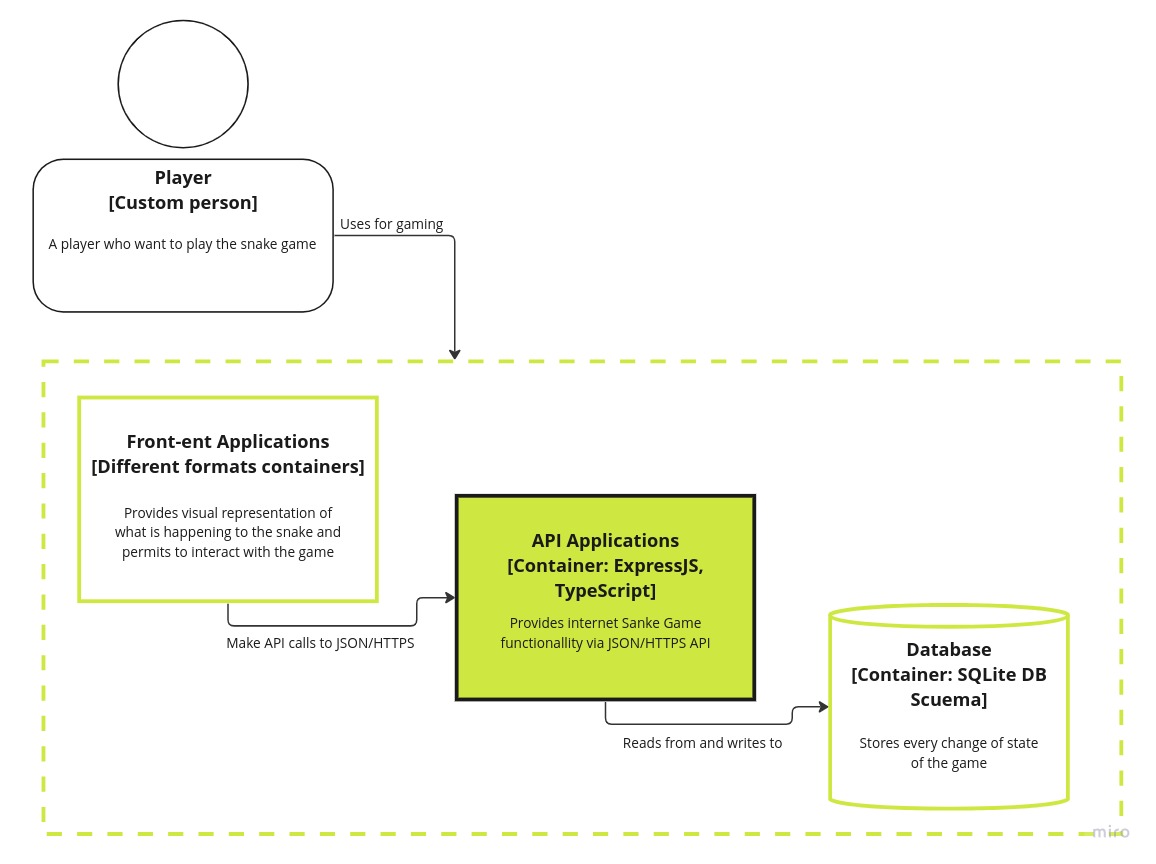 Player
[Custom person]
A player who want to play the snake game
Uses for gaming
Front-ent Applications
[Different formats containers]
Provides visual representation of
what is happening to the snake and
permits to interact with the game
Make API calls to JSON/HTTPS
API Applications
[Container: ExpressJS,
TypeScript]
Provides internet Sanke Game
functionallity via JSON/HTTPS API
Reads from and writes to
Database
[Container: SQLite DB
Scuema]
Stores every change of state
of the game
miro